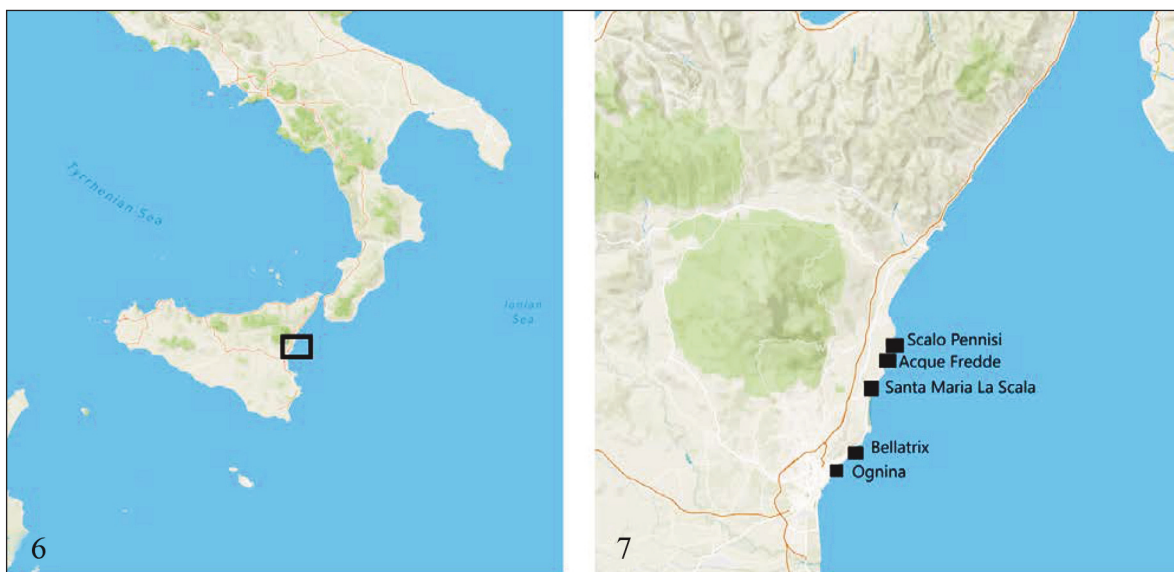 Tyrrhenian Sea
Ionian
Sea
6
Scalo Pennisi
Acque Fredde
Santa Maria La Scala
Bellatrix
Ognina
7